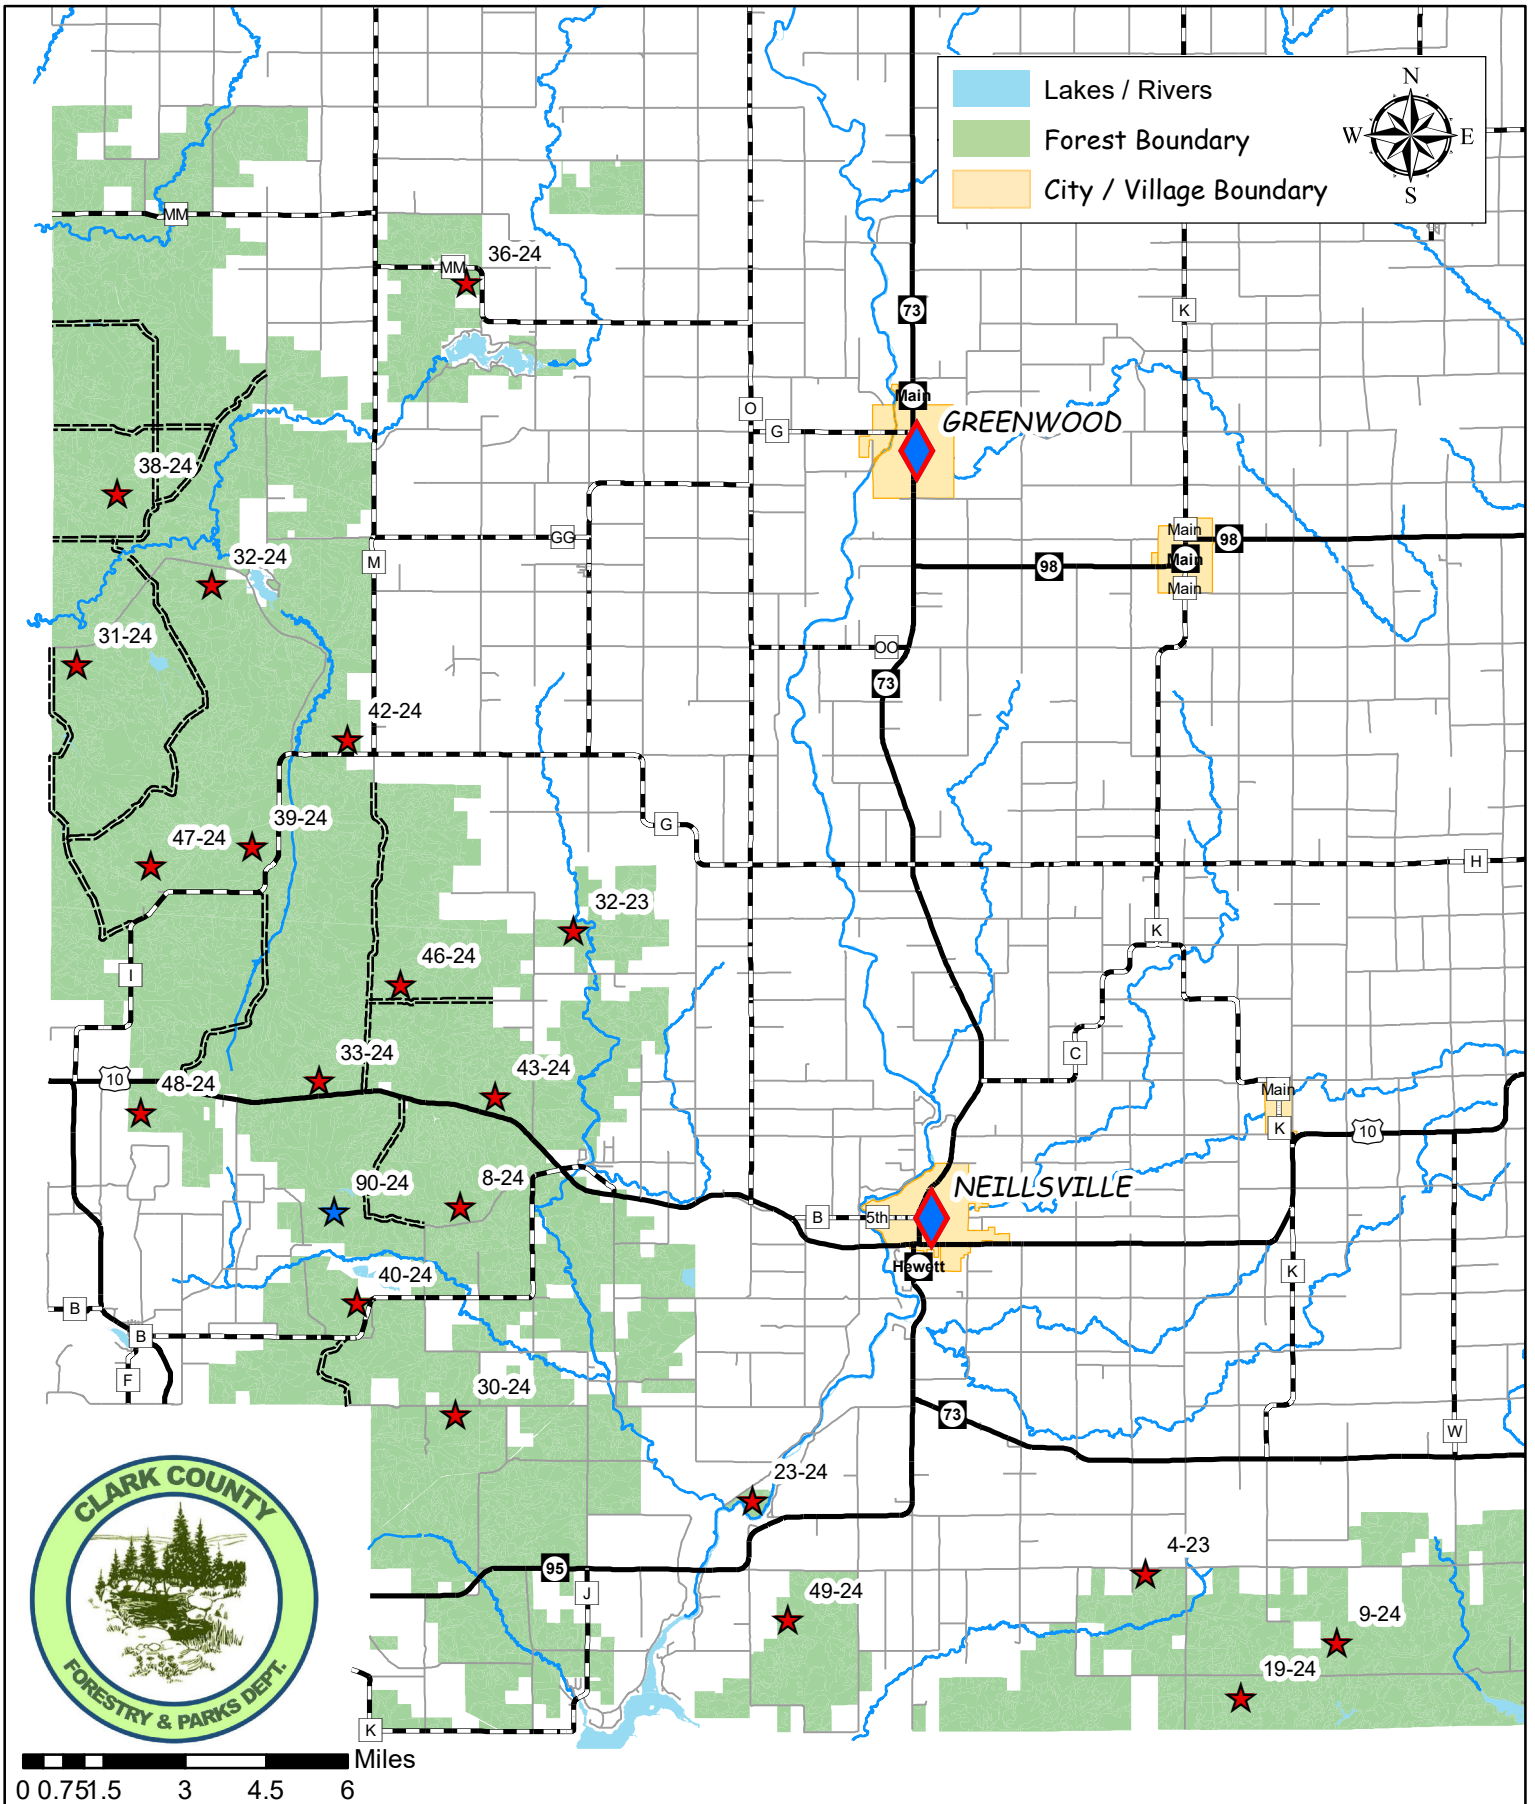 Lakes / Rivers
Forest Boundary
City / Village Boundary
N
W
E
S
MM
MM
36-24
73
K
Main
O
G
GREENWOOD
38-24
Main
98
GG
M
98
Main
Main
32-24
31-24
OO
73
42-24
39-24
G
47-24
H
32-23
K
46-24
I
C
33-24
43-24
10
48-24
Main
K
10
8-24
90-24
NEILLSVILLE
B
5th
Hewett
K
40-24
B
B
F
30-24
73
W
23-24
CLARK COUNTY
FORESTRY & PARKS DEPT.
4-23
95
J
49-24
9-24
19-24
K
Miles
0 0.75 1.5 3 4.5 6